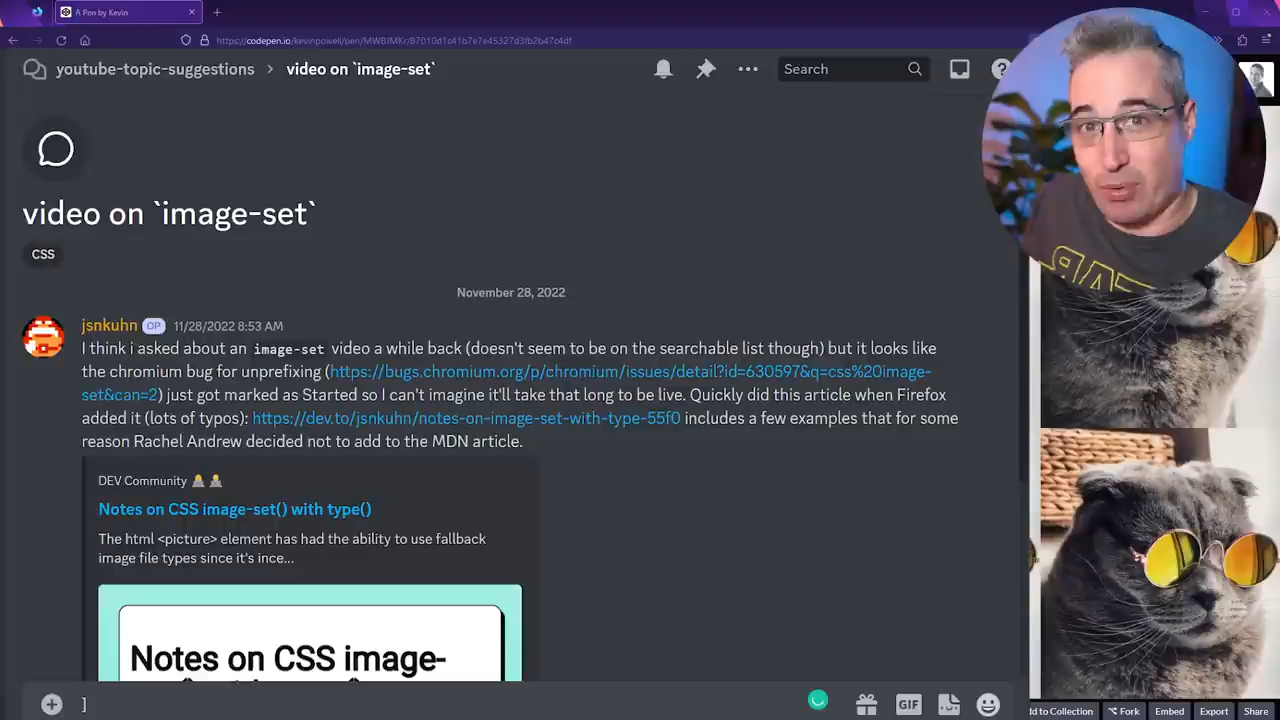 A Pen by Kevin
https://codepen.io/kevinpowell/pen/MWBJMKr/87010d1c41b7e7e45327d3fb2b47c4df
youtube-topic-suggestions > video on `image-set`
Search
video on `image-set`
CSS
November 28, 2022
jsnkuhn OP 11/28/2022 8:53 AM
I think i asked about an image-set video a while back (doesn't seem to be on the searchable list though) but it looks like
the chromium bug for unprefixing (https://bugs.chromium.org/p/chromium/issues/detail?id=630597&q=css%20image-
set&can=2) just got marked as Started so I can't imagine it'll take that long to be live. Quickly did this article when Firefox
added it (lots of typos): https://dev.to/jsnkuhn/notes-on-image-set-with-type-55f0 includes a few examples that for some
reason Rachel Andrew decided not to add to the MDN article.
DEV Community
Notes on CSS image-set() with type()
The html <picture> element has had the ability to use fallback
image file types since it's ince...
Notes on CSS image-
]
GIF
dd to Collection Fork Embed Export Share